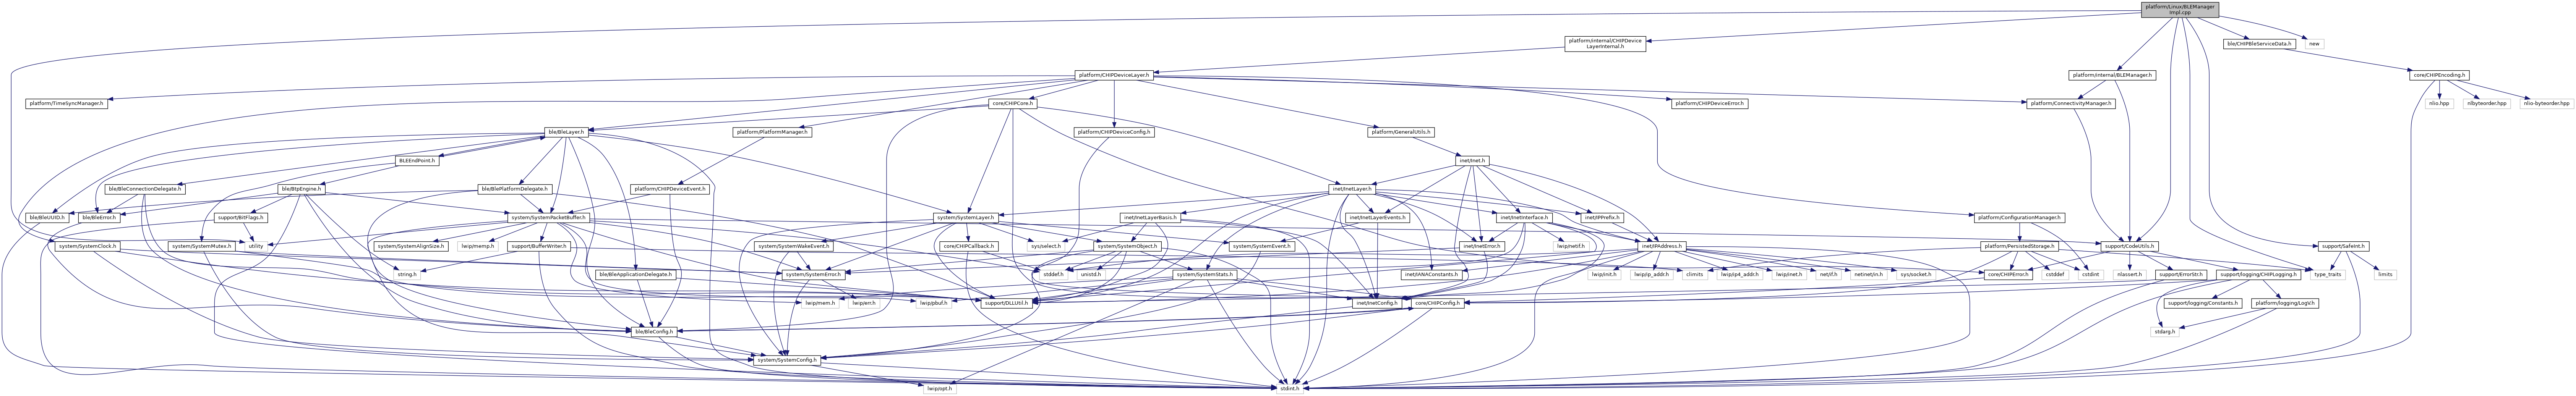 platform/Linux/BLEManager
Impl.cpp
platform/internal/CHIPDevice
LayerInternal.h
ble/CHIPBleServiceData.h
new
platform/CHIPDeviceLayer.h
platform/internal/BLEManager.h
core/CHIPEncoding.h
platform/TimeSyncManager.h
core/CHIPCore.h
platform/CHIPDeviceError.h
platform/ConnectivityManager.h
nlio.hpp
nlbyteorder.hpp
nlio-byteorder.hpp
ble/BleLayer.h
platform/PlatformManager.h
platform/CHIPDeviceConfig.h
platform/GeneralUtils.h
BLEEndPoint.h
inet/Inet.h
ble/BleConnectionDelegate.h
ble/BtpEngine.h
ble/BlePlatformDelegate.h
platform/CHIPDeviceEvent.h
inet/InetLayer.h
ble/BleUUID.h
ble/BleError.h
support/BitFlags.h
system/SystemPacketBuffer.h
system/SystemLayer.h
inet/InetLayerBasis.h
inet/InetLayerEvents.h
inet/InetInterface.h
inet/IPPrefix.h
platform/ConfigurationManager.h
system/SystemClock.h
system/SystemMutex.h
utility
system/SystemAlignSize.h
lwip/memp.h
support/BufferWriter.h
system/SystemWakeEvent.h
core/CHIPCallback.h
sys/select.h
system/SystemObject.h
system/SystemEvent.h
inet/InetError.h
lwip/netif.h
inet/IPAddress.h
platform/PersistedStorage.h
support/CodeUtils.h
support/SafeInt.h
string.h
ble/BleApplicationDelegate.h
system/SystemError.h
stddef.h
unistd.h
system/SystemStats.h
inet/IANAConstants.h
lwip/init.h
lwip/ip_addr.h
climits
lwip/ip4_addr.h
lwip/inet.h
net/if.h
netinet/in.h
sys/socket.h
core/CHIPError.h
cstddef
cstdint
nlassert.h
support/ErrorStr.h
support/logging/CHIPLogging.h
type_traits
limits
lwip/mem.h
lwip/err.h
lwip/pbuf.h
support/DLLUtil.h
inet/InetConfig.h
core/CHIPConfig.h
support/logging/Constants.h
platform/logging/LogV.h
ble/BleConfig.h
stdarg.h
system/SystemConfig.h
lwip/opt.h
stdint.h